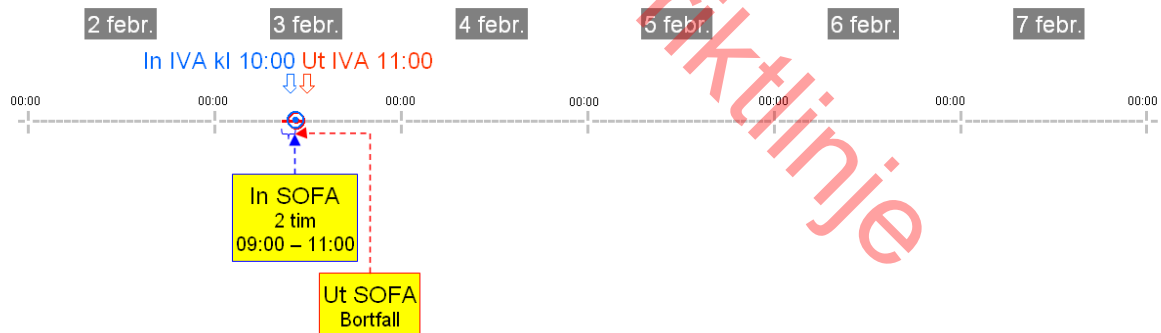 2 febr.
3 febr.
4 febr.
5 febr.
6 febr.
7 febr.
In IVA kl 10:00 Ut IVA 11:00
00:00
00:00
00:00
00:00
00:00
00:00
00:00
In SOFA
2 tim
09:00 – 11:00
Ut SOFA
Bortfall
riktlinje